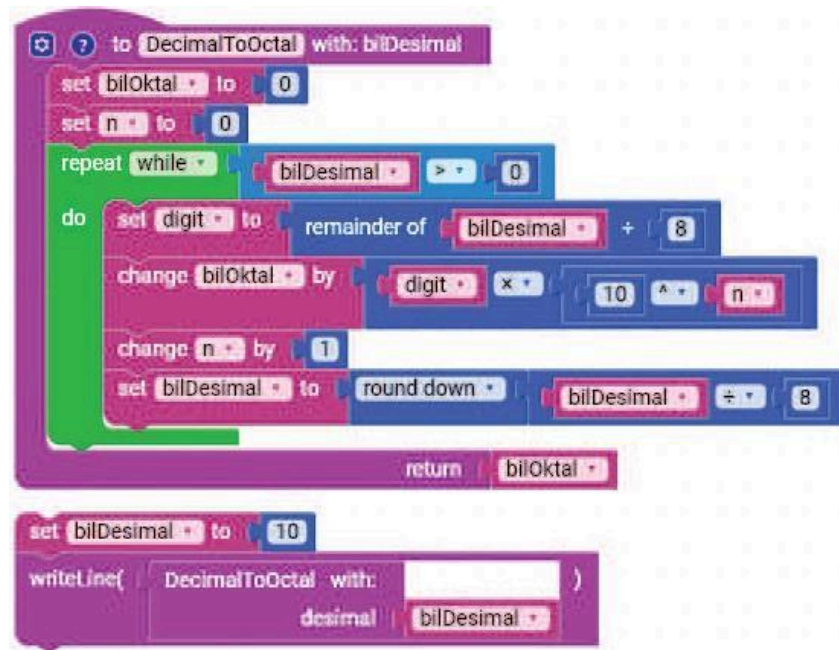 ? to DecimalToOctal with: bilDesimal
set bilOktal to 0
set n to 0
repeat while bilDesimal > 0
do set digit to remainder of bilDesimal ÷ 8
change bilOktal by digit × 10 ^ n
change n by 1
set bilDesimal to round down bilDesimal ÷ 8
return bilOktal
set bilDesimal to 10
writeLine( DecimalToOctal with: )
desimal bilDesimal